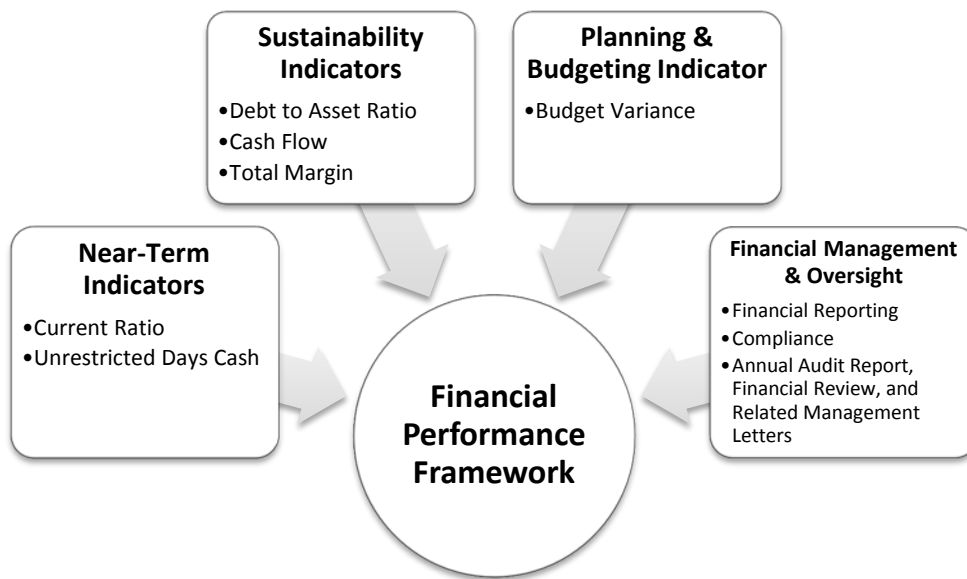 Sustainability
Indicators
•Debt to Asset Ratio
•Cash Flow
•Total Margin
Planning &
Budgeting Indicator
•Budget Variance
Near-Term
Indicators
•Current Ratio
•Unrestricted Days Cash
Financial Management
& Oversight
•Financial Reporting
•Compliance
•Annual Audit Report,
Financial Review, and
Related Management
Letters
Financial
Performance
Framework